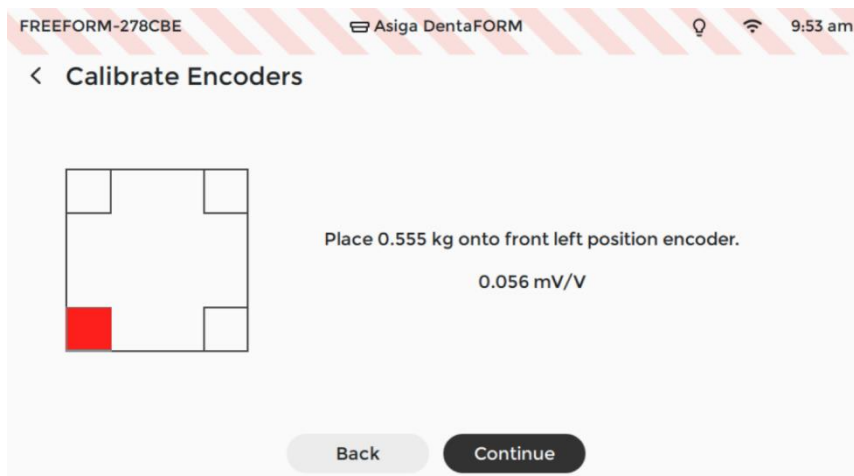 FREEFORM-278CBE Asiga DentaFORM 9:53 am
Calibrate Encoders
Place 0.555 kg onto front left position encoder.
0.056 mV/V
Back Continue